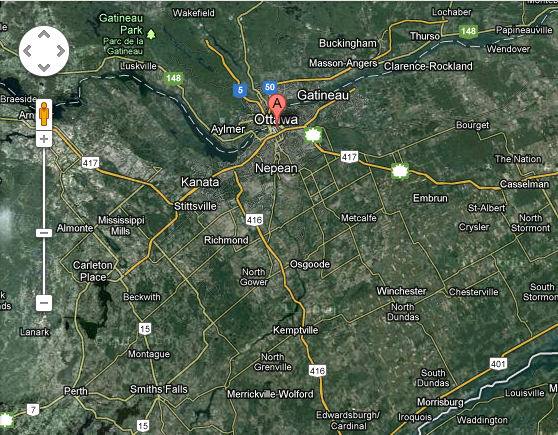 Wakefield
Lochaber
Gatineau
Park
Parc de la
Gatineau
148
Papineauville
Thurso
Buckingham
Wendover
Luskville
Masson-Angers
Clarence-Rockland
148
5
50
Gatineau
Braeside
A
Arn
Ottawa
Aylmer
Bourget
417
417
The Nation
Nepean
Kanata
Casselman
Embrun
Stittsville
St-Albert
416
Metcalfe
North
Stormont
Mississippi
Mills
Almonte
Crysler
Richmond
Carleton
Place
North
Gower
Osgoode
Winchester
Chesterville
South
Stormo
Beckwith
North
Dundas
Lanark
15
Kemptville
Montague
North
Grenville
401
416
South
Dundas
Perth
Smiths Falls
Merrickville-Wolford
Louisville
Morrisburg
7
Edwardsburgh/
Cardinal
Iroquois
Waddington
15